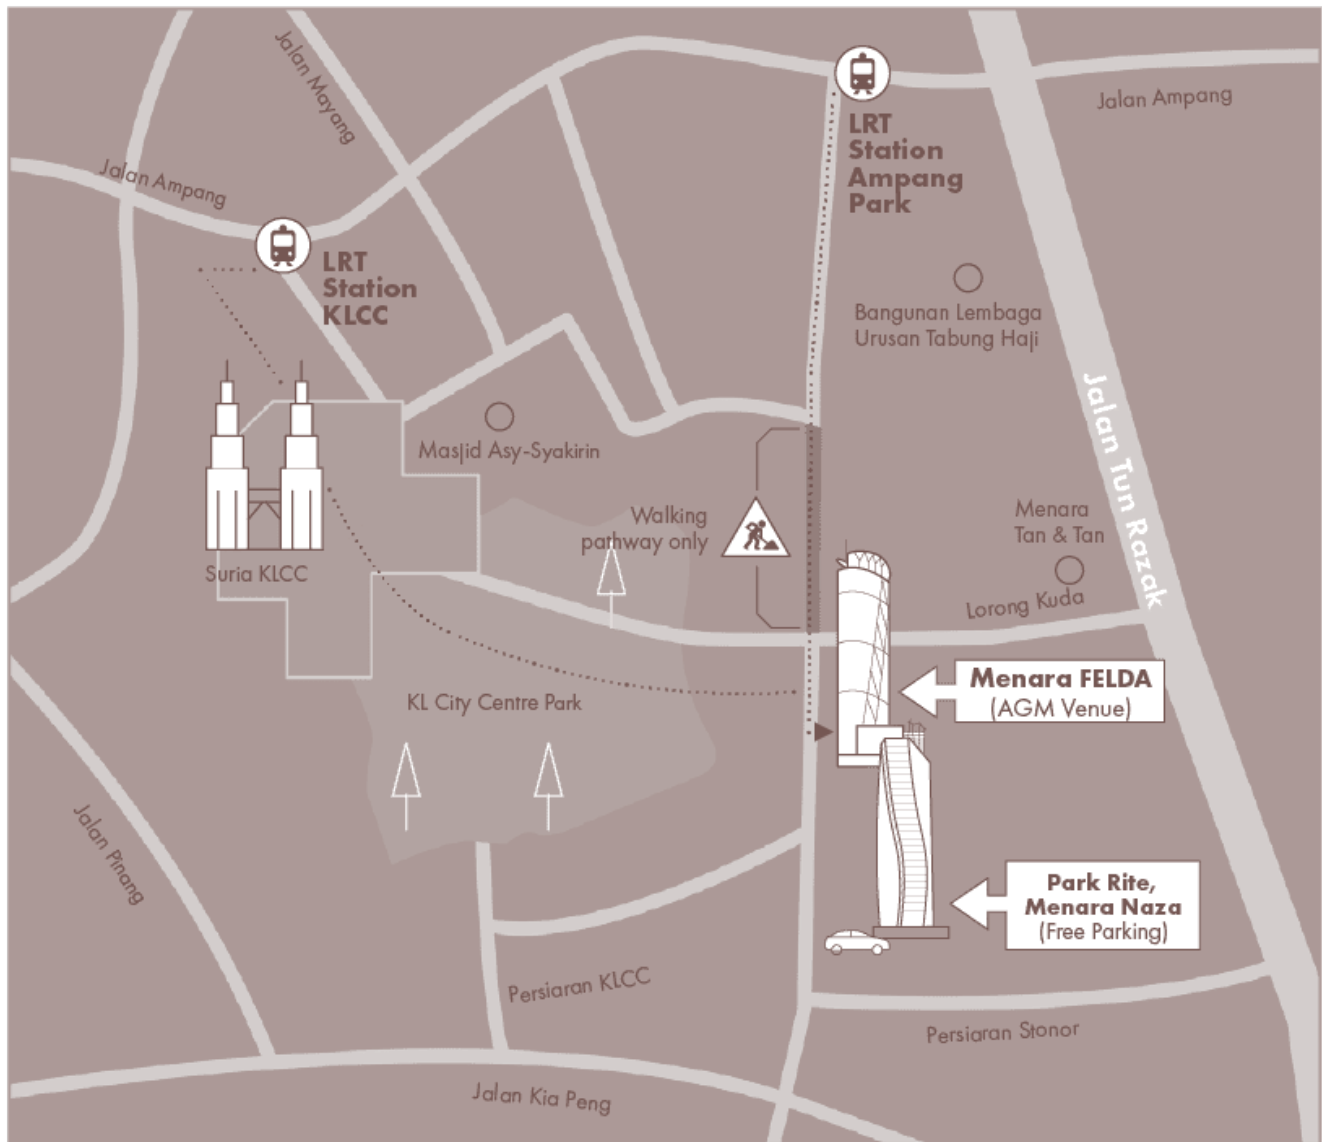 Jalan Mayang
Jalan Ampang
Jalan Ampang
LRT
Station
Ampang
Park
LRT
Station
KLCC
Bangunan Lembaga
Urusan Tabung Haji
Jalan Tun Razak
Masjid Asy-Syakirin
Walking
pathway only
Menara
Tan & Tan
Suria KLCC
Lorong Kuda
Menara FELDA
(AGM Venue)
KL City Centre Park
Jalan Pinang
Park Rite,
Menara Naza
(Free Parking)
Persiaran KLCC
Persiaran Stonor
Jalan Kia Peng